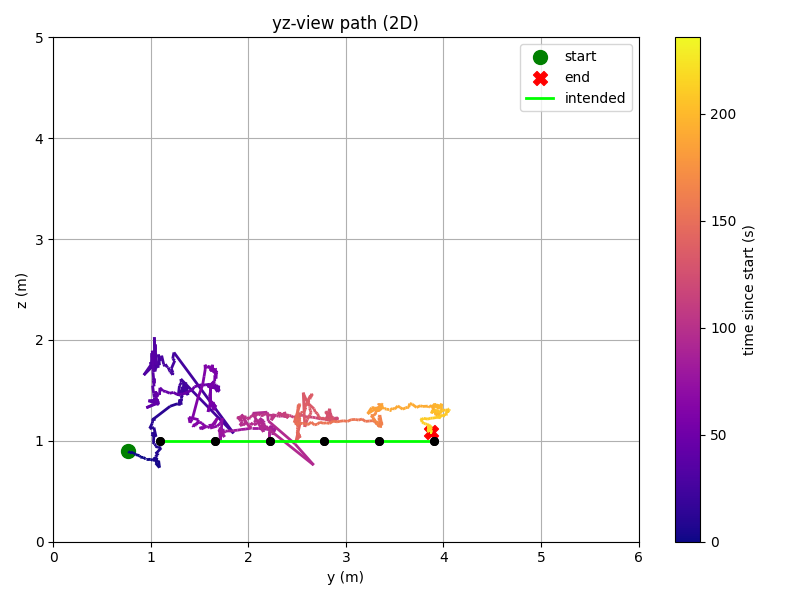 yz-view path (2D)
start
end
intended
5
4
3
2
1
0
z (m)
0 1 2 3 4 5 6
y (m)
200
150
100
50
0
time since start (s)